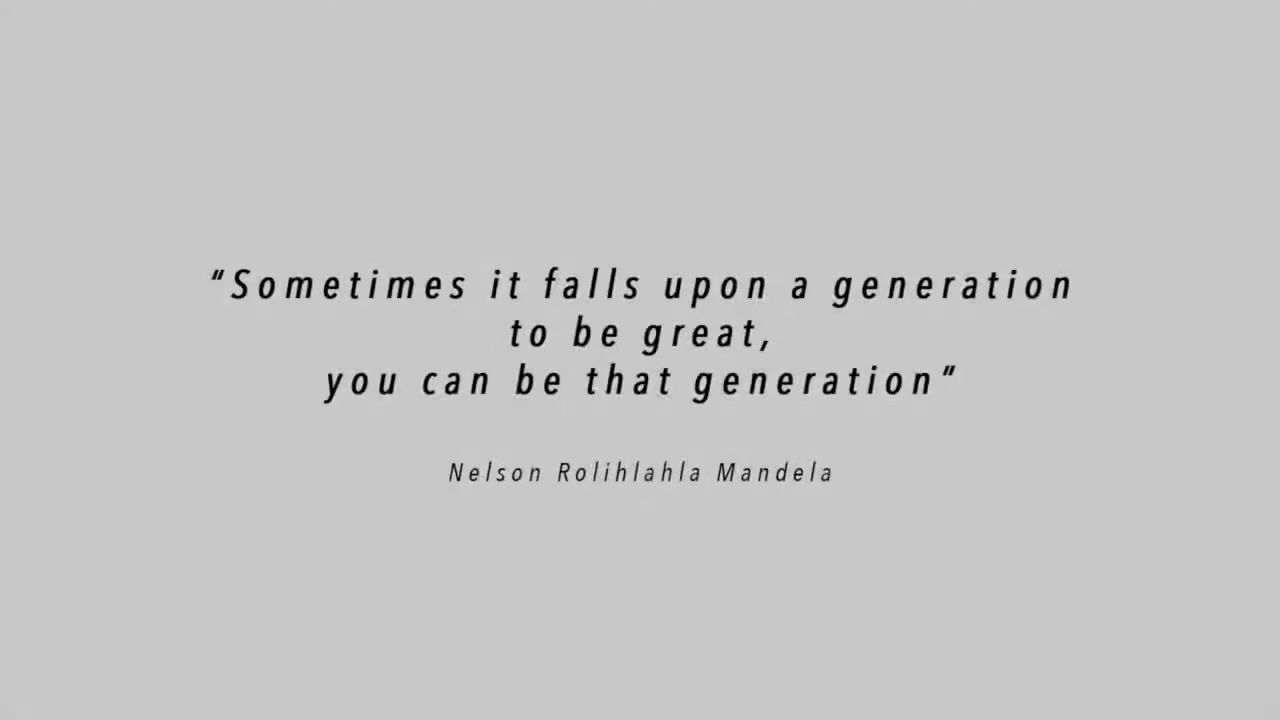 "Sometimes it falls upon a generation
to be great,
you can be that generation"
Nelson Rolihlahla Mandela